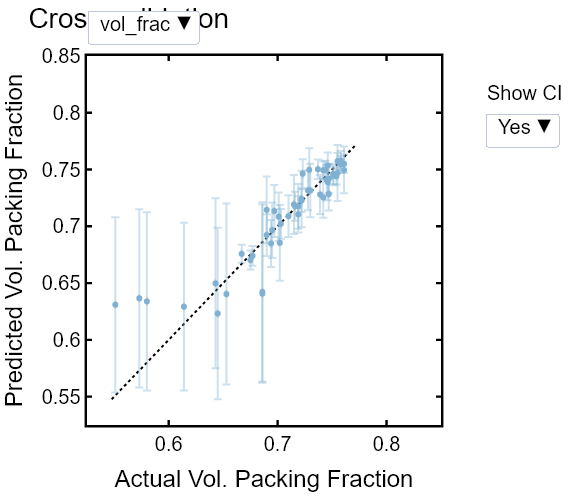 Cross
vol_frac ▼
Show CI
Yes ▼
Predicted Vol. Packing Fraction
0.85
0.8
0.75
0.7
0.65
0.6
0.55
0.6
0.7
0.8
Actual Vol. Packing Fraction